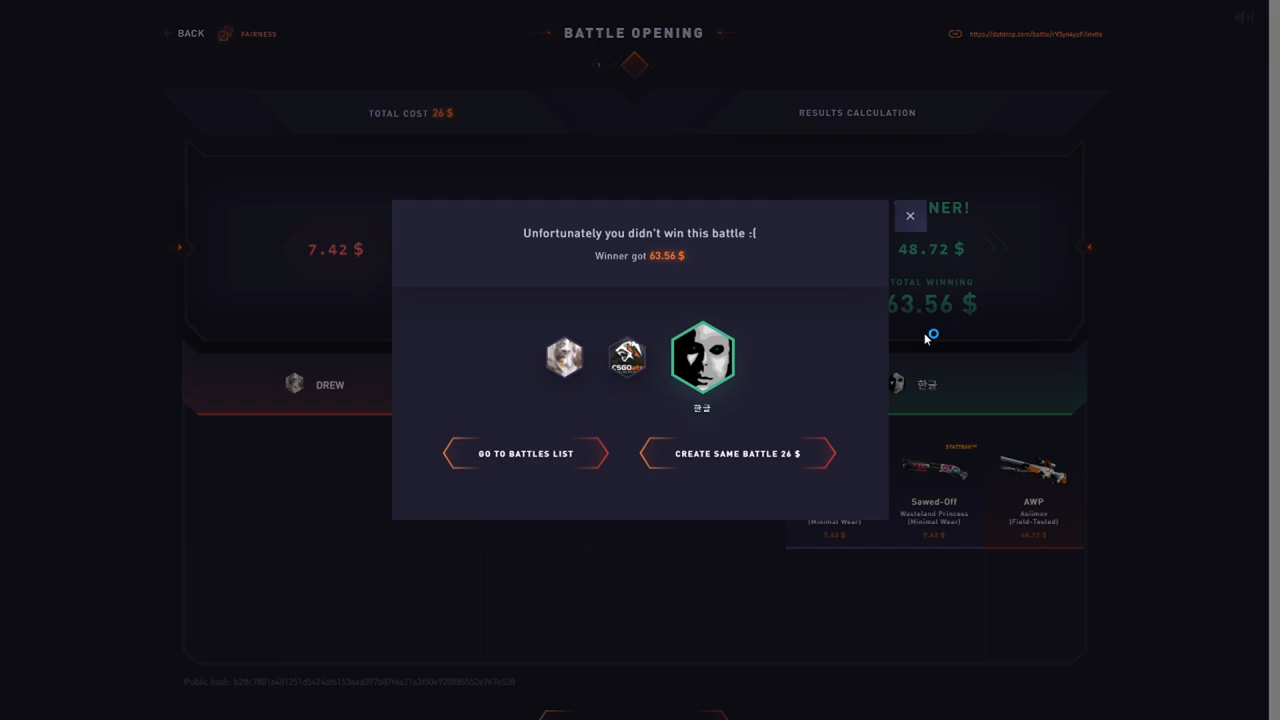 BACK
FAIRNESS
BATTLE OPENING
1
TOTAL COST 26 $
RESULTS CALCULATION
7.42 $
NER!
48.72 $
TOTAL WINNING
63.56 $
Unfortunately you didn't win this battle :(
Winner got 63.56 $
한글
DREW
한글
GO TO BATTLES LIST
CREATE SAME BATTLE 26 $
STATTRAK™
Sawed-Off
AWP
(Minimal Wear)
Wasteland Princess
(Minimal Wear)
Asiimov
(Field-Tested)
7.42 $
7.42 $
48.72 $
Public hash: